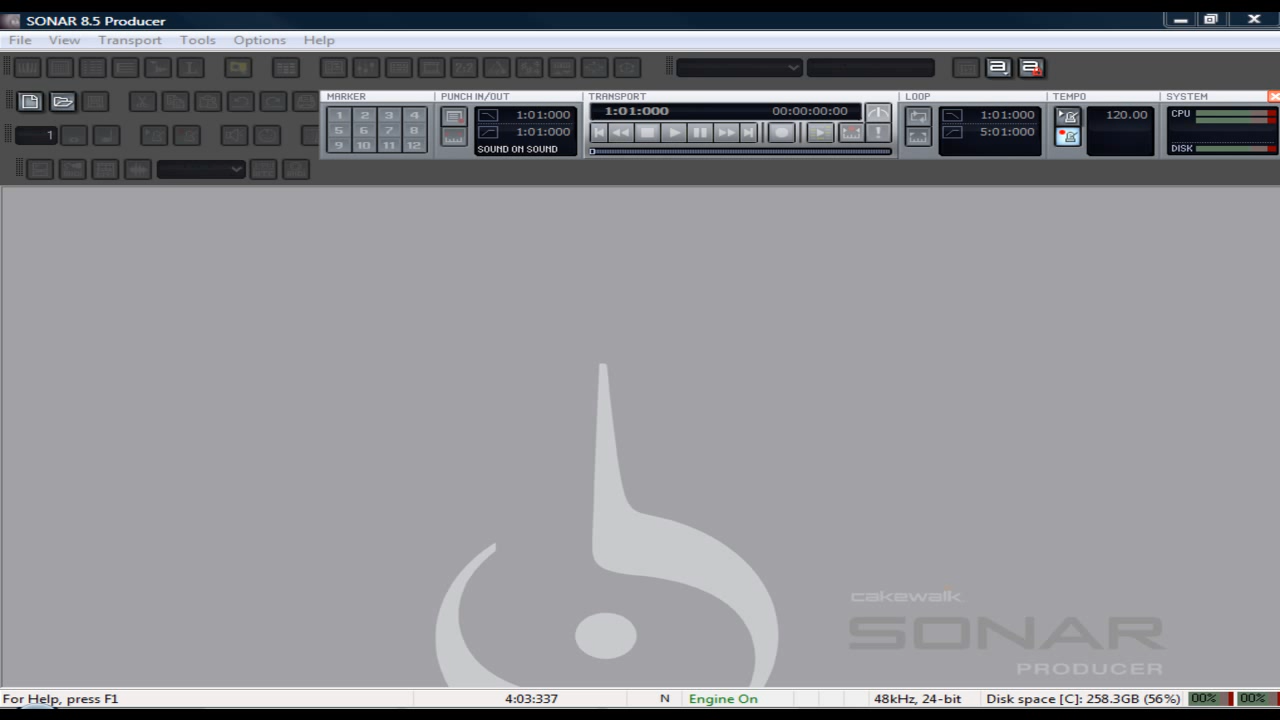 SONAR 8.5 Producer
File View Transport Tools Options Help
MARKER PUNCH IN/OUT TRANSPORT LOOP TEMPO SYSTEM
1 2 3 4
5 6 7 8
9 10 11 12
1:01:000
1:01:000
SOUND ON SOUND
1:01:000 00:00:00:00
1:01:000
5:01:000
120.00
CPU
DISK
1
cakewalk
SONAR
PRODUCER
For Help, press F1 4:03:337 N Engine On 48kHz, 24-bit Disk space [C]: 258.3GB (56%) 00% 00%